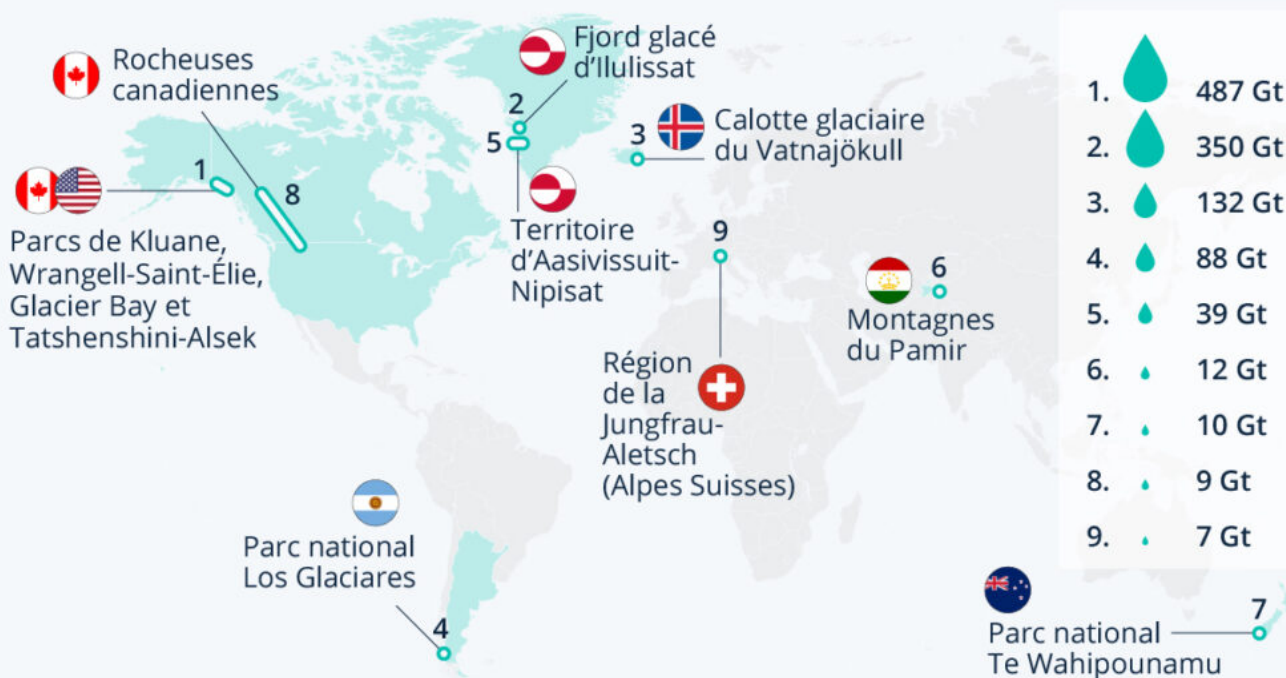 Rocheuses
canadiennes
Fjord glacé
d'Ilulissat
2
5
3
Calotte glaciaire
du Vatnajökull
1
8
Parcs de Kluane,
Wrangell-Saint-Élie,
Glacier Bay et
Tatshenshini-Alsek
Territoire
d'Aasivissuit-
Nipisat
9
6
Montagnes
du Pamir
Région
de la
Jungfrau-
Aletsch
(Alpes Suisses)
Parc national
Los Glaciares
4
7
Parc national
Te Wahipounamu
1. 487 Gt
2. 350 Gt
3. 132 Gt
4. 88 Gt
5. 39 Gt
6. 12 Gt
7. 10 Gt
8. 9 Gt
9. 7 Gt